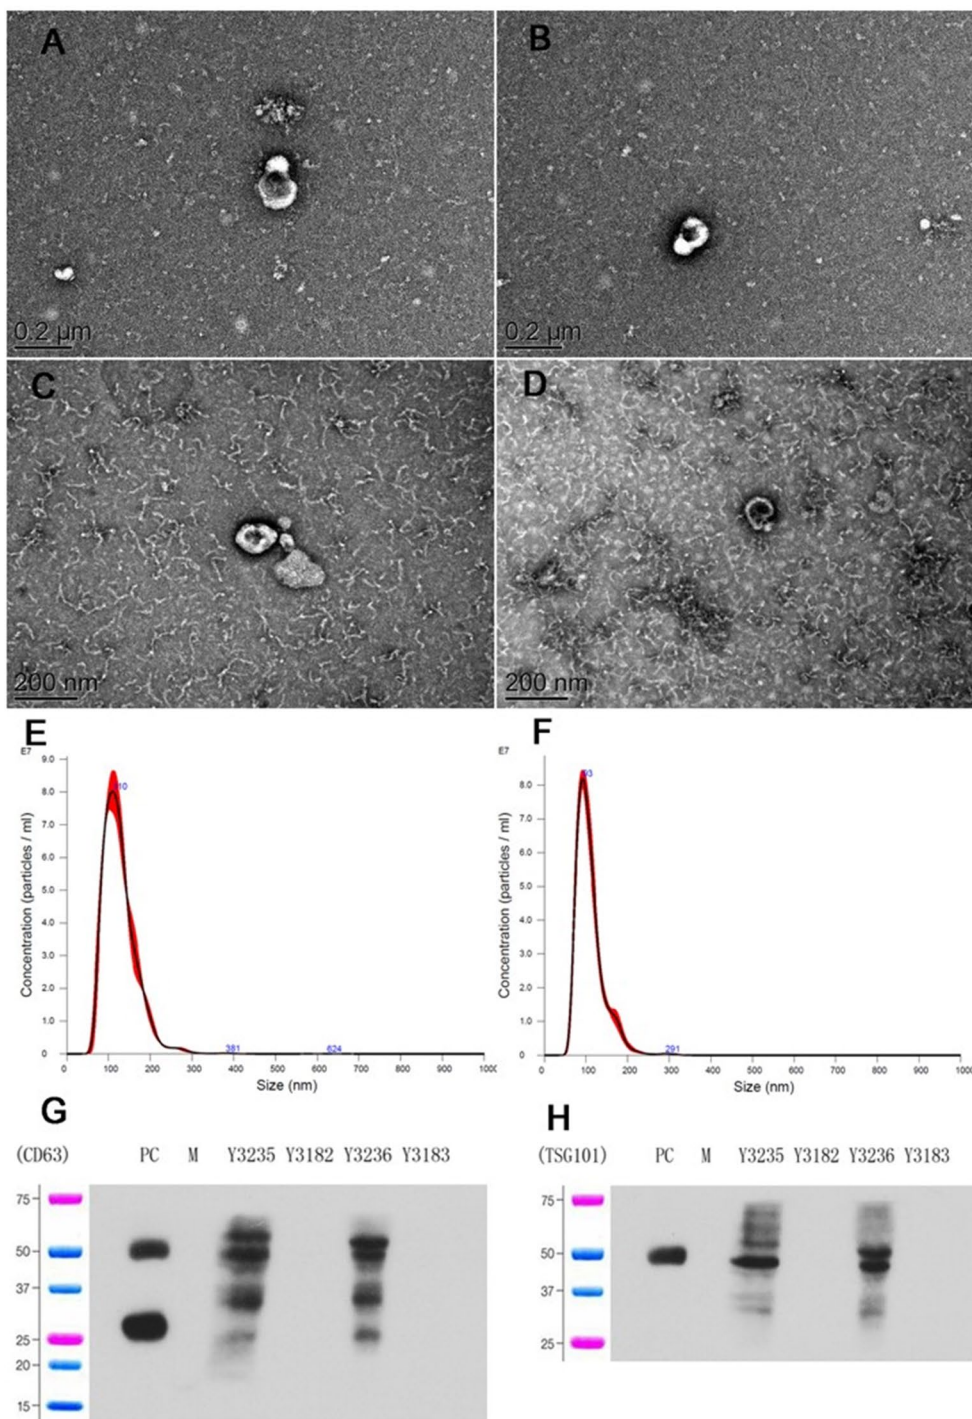 A
B
0.2 µm
0.2 µm
C
D
200 nm
200 nm
E
F
E7
9.0
8.0
7.0
6.0
5.0
4.0
3.0
2.0
1.0
0
Concentration (particles / ml)
381
624
0 100 200 300 400 500 600 700 800 900 1000
Size (nm)
E7
8.0
7.0
6.0
5.0
4.0
3.0
2.0
1.0
0
Concentration (particles / ml)
93
291
0 100 200 300 400 500 600 700 800 900 1000
Size (nm)
G
(CD63) PC M Y3235 Y3182 Y3236 Y3183
75
50
37
25
20
15
H
(TSG101) PC M Y3235 Y3182 Y3236 Y3183
75
50
37
25